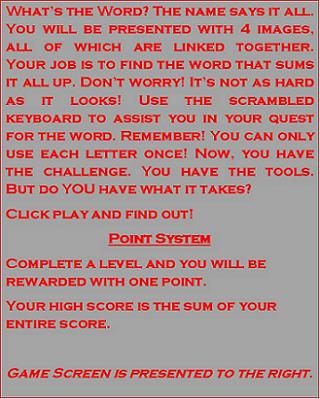 What's the Word? The name says it all.
You will be presented with 4 images,
all of which are linked together.
Your job is to find the word that sums
it all up. Don't worry! It's not as hard
as it looks! Use the scrambled
keyboard to assist you in your quest
for the word. Remember! You can only
use each letter once! Now, you have
the challenge. You have the tools.
But do YOU have what it takes?
Click play and find out!
Point System
Complete a level and you will be
rewarded with one point.
Your high score is the sum of your
entire score.
Game Screen is presented to the right.